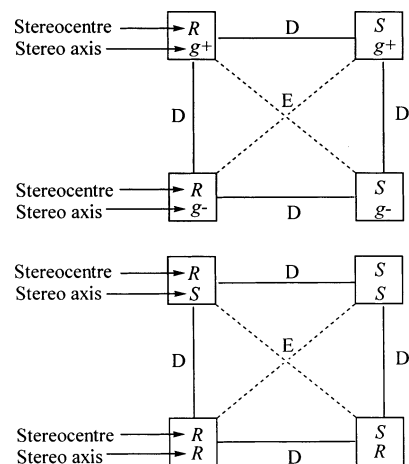 Stereocentre R D S
Stereo axis g+ g+
E
D D
Stereocentre R S
Stereo axis g- D g-
Stereocentre R D S
Stereo axis S S
E
D D
Stereocentre R S
Stereo axis R D R